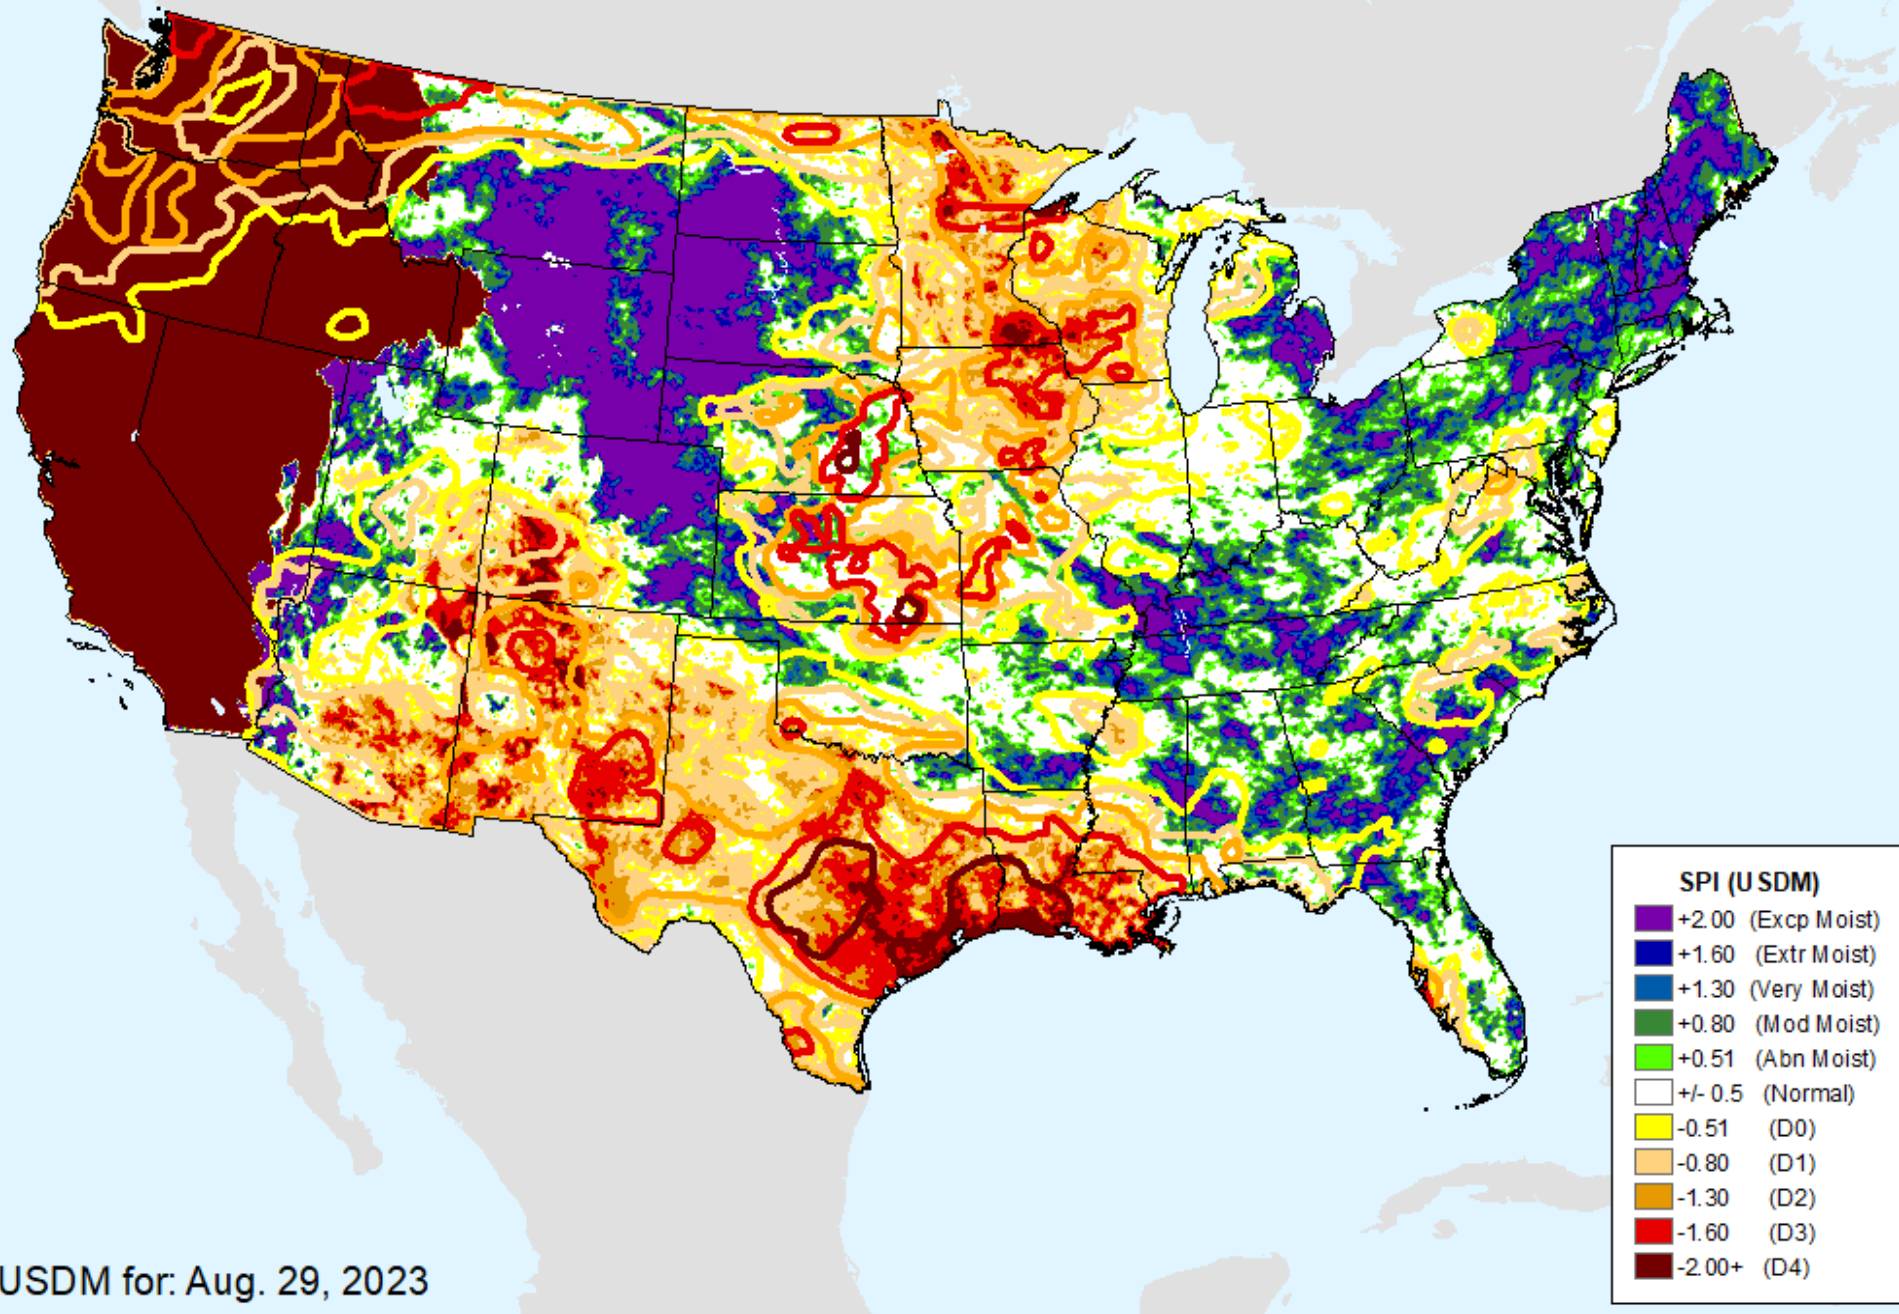 SPI (USDM)
+2.00 (Excp Moist)
+1.60 (Extr Moist)
+1.30 (Very Moist)
+0.80 (Mod Moist)
+0.51 (Abn Moist)
+/- 0.5 (Normal)
-0.51 (D0)
-0.80 (D1)
-1.30 (D2)
-1.60 (D3)
-2.00+ (D4)
USDM for: Aug. 29, 2023